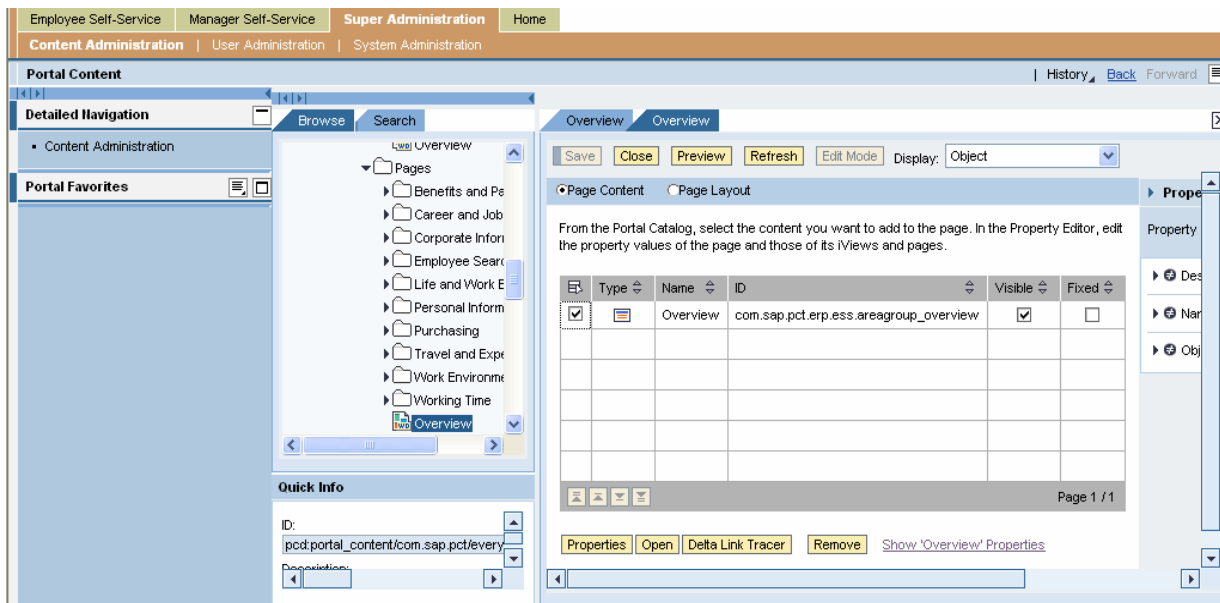 Employee Self-Service Manager Self-Service Super Administration Home
Content Administration | User Administration | System Administration
Portal Content
| History Back Forward
Detailed Navigation
Content Administration
Portal Favorites
Browse Search
Overview
Pages
Benefits and Pa
Career and Job
Corporate Infor
Employee Sear
Life and Work E
Personal Inform
Purchasing
Travel and Expe
Work Environme
Working Time
Overview
Quick Info
ID:
pcd:portal_content/com.sap.pct/every
Description:
Overview Overview
Save Close Preview Refresh Edit Mode Display: Object
Page Content Page Layout
From the Portal Catalog, select the content you want to add to the page. In the Property Editor, edit
the property values of the page and those of its iViews and pages.
Type Name ID Visible Fixed
Overview com.sap.pct.erp.ess.areagroup_overview
Page 1 / 1
Properties Open Delta Link Tracer Remove Show 'Overview' Properties
Prope
Property
Des
Nar
Obj